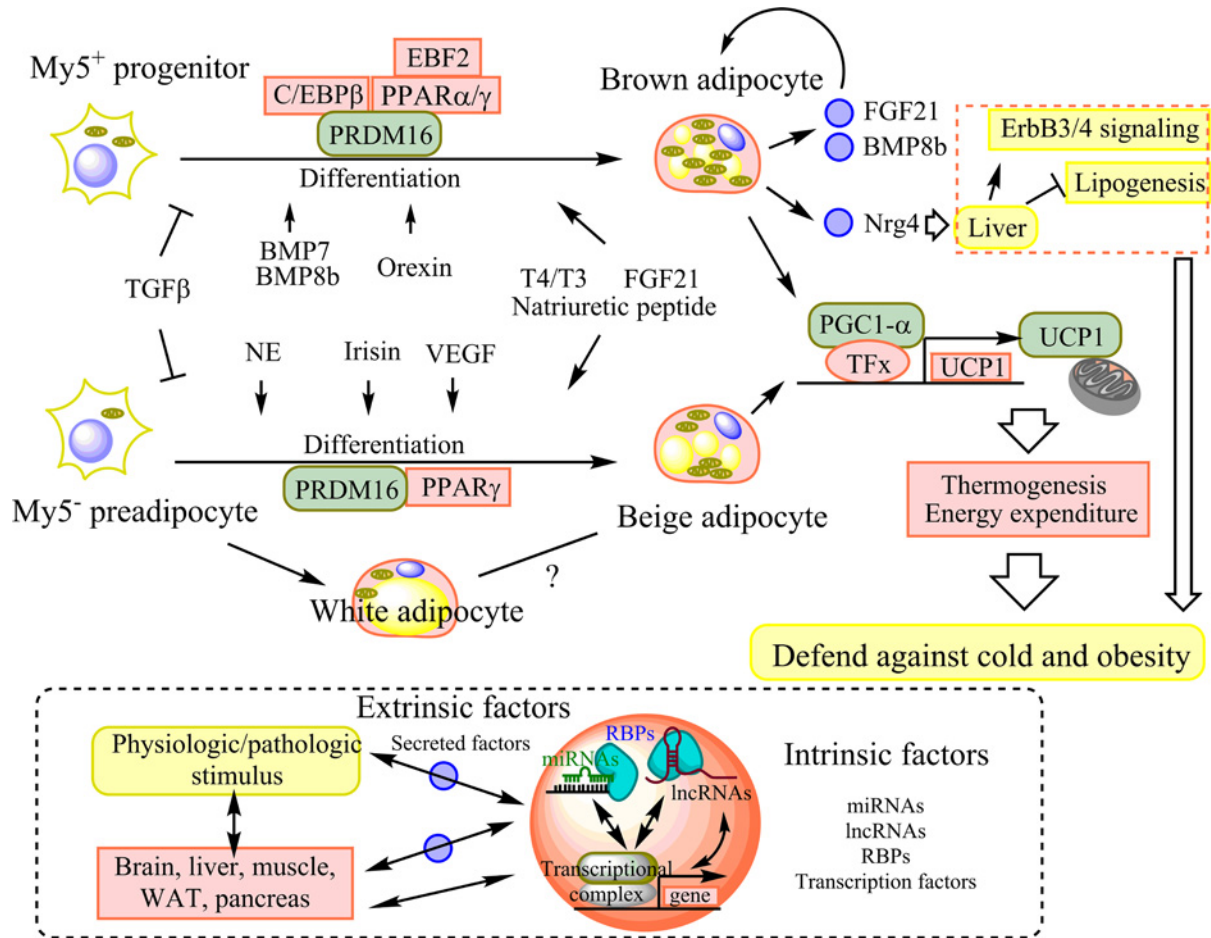 My5+ progenitor
EBF2
C/EBPβ
PPARα/γ
PRDM16
Differentiation
BMP7
BMP8b
Orexin
TGFβ
T4/T3
FGF21
Natriuretic peptide
NE
Irisin
VEGF
Differentiation
PRDM16
PPARγ
My5- preadipocyte
White adipocyte
?
Beige adipocyte
Brown adipocyte
FGF21
BMP8b
Nrg4
Liver
ErbB3/4 signaling
Lipogenesis
PGC1-α
TFx
UCP1
UCP1
Thermogenesis
Energy expenditure
Defend against cold and obesity
Extrinsic factors
Physiologic/pathologic
stimulus
Secreted factors
Brain, liver, muscle,
WAT, pancreas
RBPs
miRNAs
lncRNAs
Transcriptional
complex
gene
Intrinsic factors
miRNAs
lncRNAs
RBPs
Transcription factors